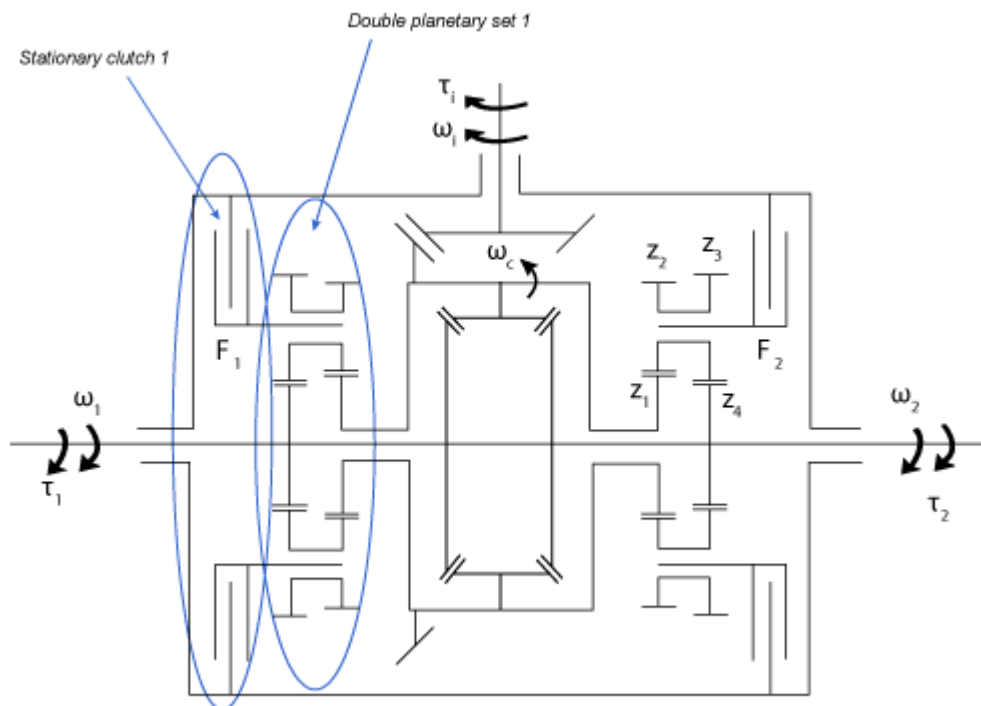 Double planetary set 1
Stationary clutch 1
τi
ωi
ωc
z2
z3
F1
F2
z1
z4
ω1
ω2
τ1
τ2